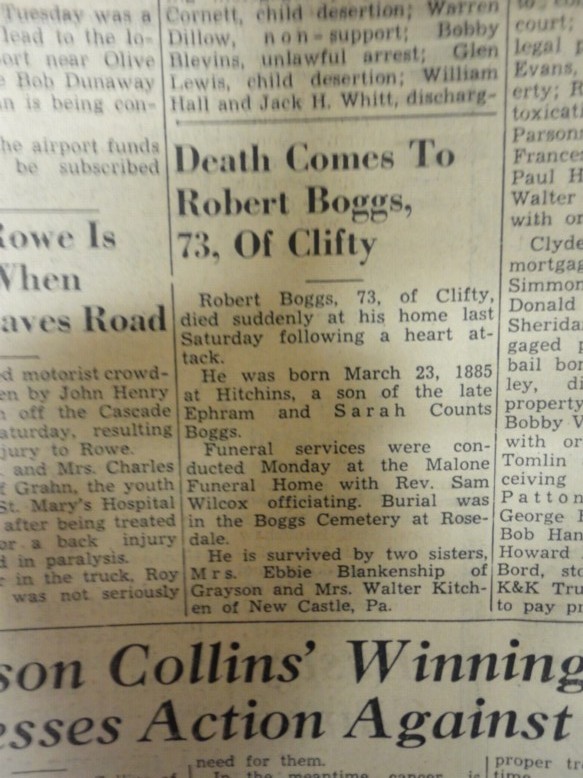 Tuesday was a
lead to the lo-
port near Olive
Bob Dunaway
is being con-
he airport funds
be subscribed
Rowe Is
When
aves Road
ed motorist crowd-
en by John Henry
off the Cascade
aturday, resulting
jury to Rowe.
and Mrs. Charles
f Grahn, the youth
St. Mary's Hospital
after being treated
or a back injury
d in paralysis.
r in the truck, Roy
was not seriously
Cornett, child desertion; Warren
Dillow, non-support; Bobby
Blevins, unlawful arrest; Glen
Lewis, child desertion; William
Hall and Jack H. Whitt, discharg-
Death Comes To
Robert Boggs,
73, Of Clifty
Robert Boggs, 73, of Clifty,
died suddenly at his home last
Saturday following a heart at-
tack.
He was born March 23, 1885
at Hitchins, a son of the late
Ephram and Sarah Counts
Boggs.
Funeral services were con-
ducted Monday at the Malone
Funeral Home with Rev. Sam
Wilcox officiating. Burial was
in the Boggs Cemetery at Rose-
dale.
He is survived by two sisters,
Mrs. Ebbie Blankenship of
Grayson and Mrs. Walter Kitch-
en of New Castle, Pa.
court;
legal p
Evans,
erty; R
toxicati
Parson
Frances
Paul H
Walter
with or
Clyde
mortgag
Simmon
Donald
Sherida
gaged p
bail bon
ley, di
property
Bobby V
with or
Tomlin
ceiving
Patton
George
Bob Han
Howard
Bord, sto
K&K Tru
to pay pr
son Collins' Winning
esses Action Against
need for them.
In the meantime cancer is
proper tr
time